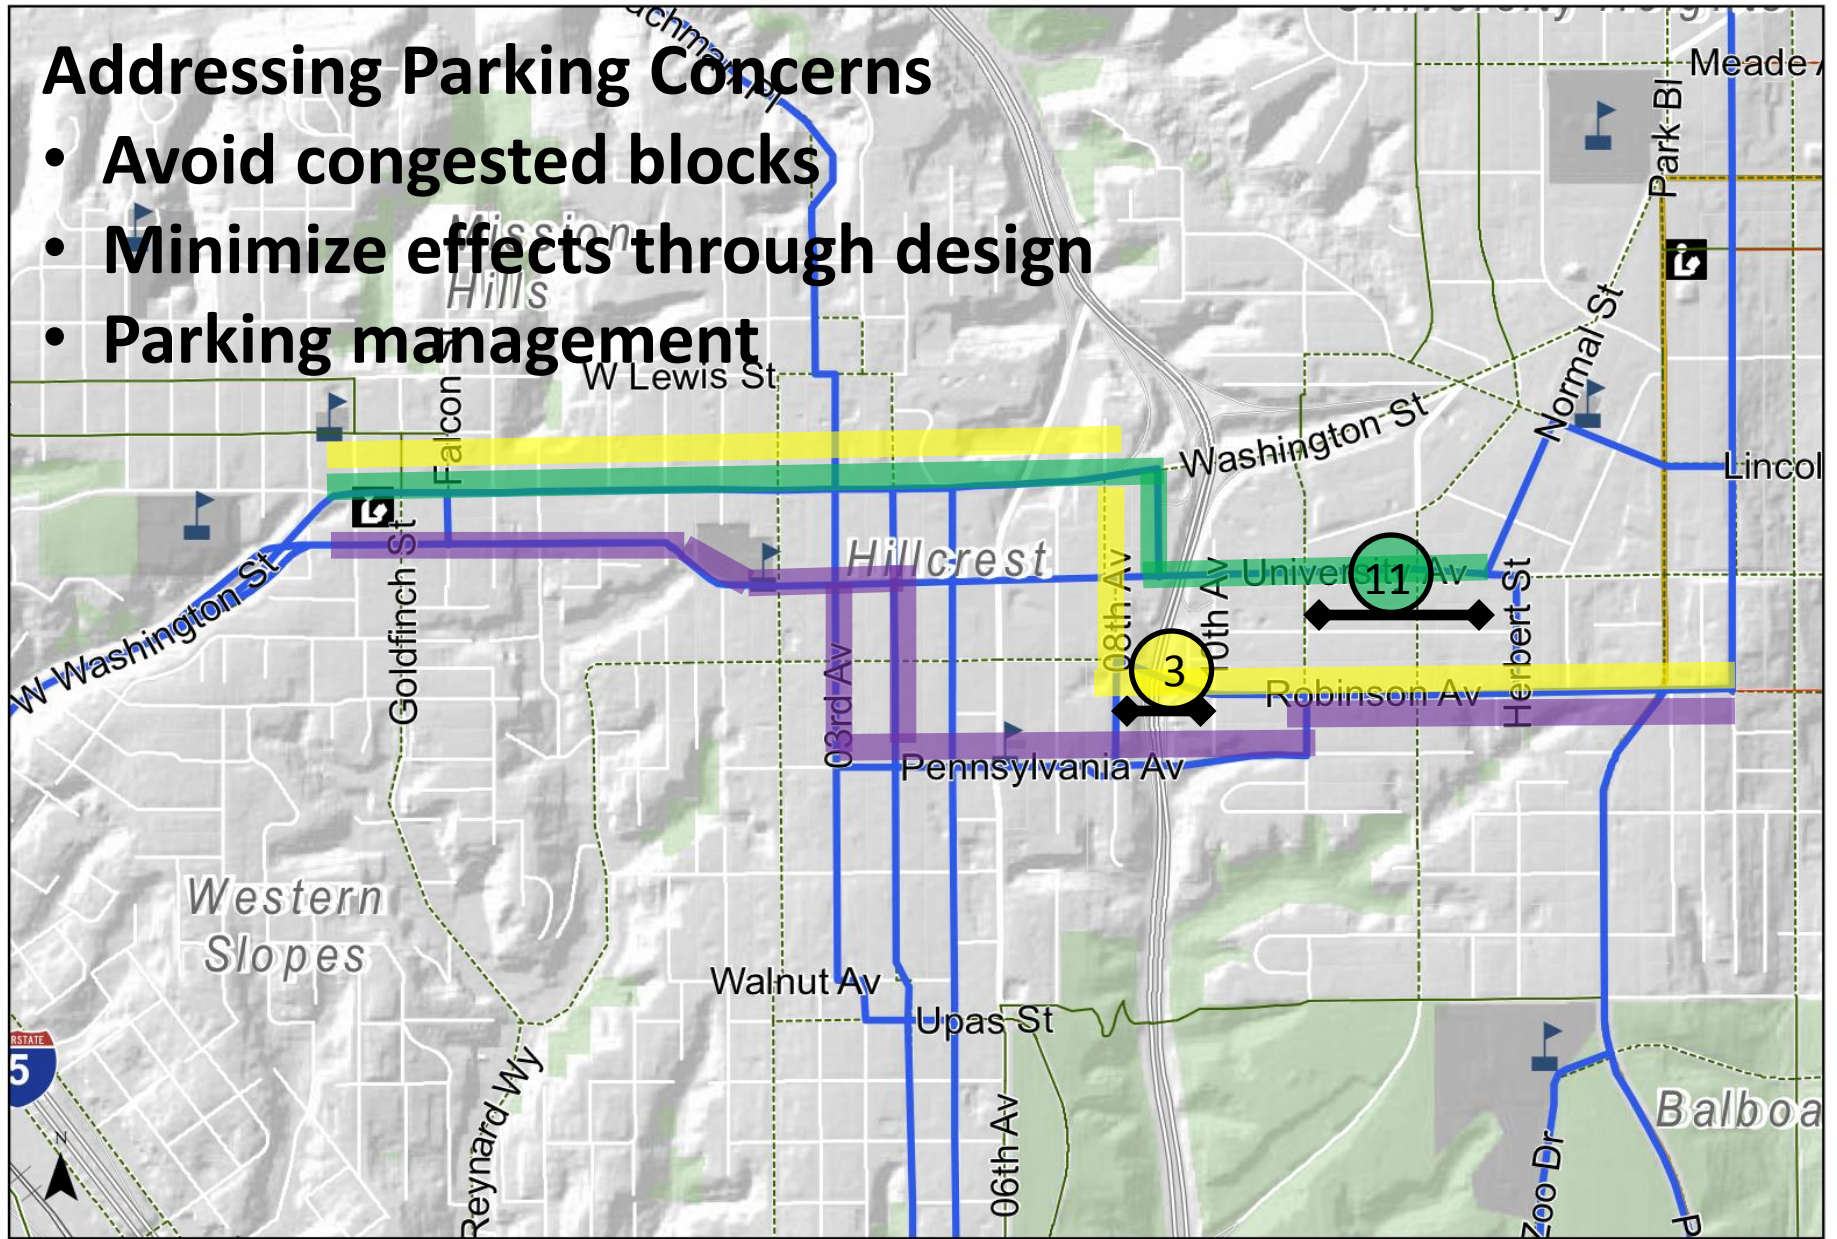 Addressing Parking Concerns
• Avoid congested blocks
• Minimize effects through design
• Parking management
Meade
Park Bl
Mission
Hills
Normal St
W Lewis St
Falcon St
Washington St
Lincol
Hillcrest
University Av
11
W Washington St
Goldfinch St
08th Av
10th Av
Herbert St
3
Robinson Av
03rd Av
Pennsylvania Av
Western
Slopes
Walnut Av
Upas St
5
Reynard Wy
06th Av
Balboa
Zoo Dr
N
P